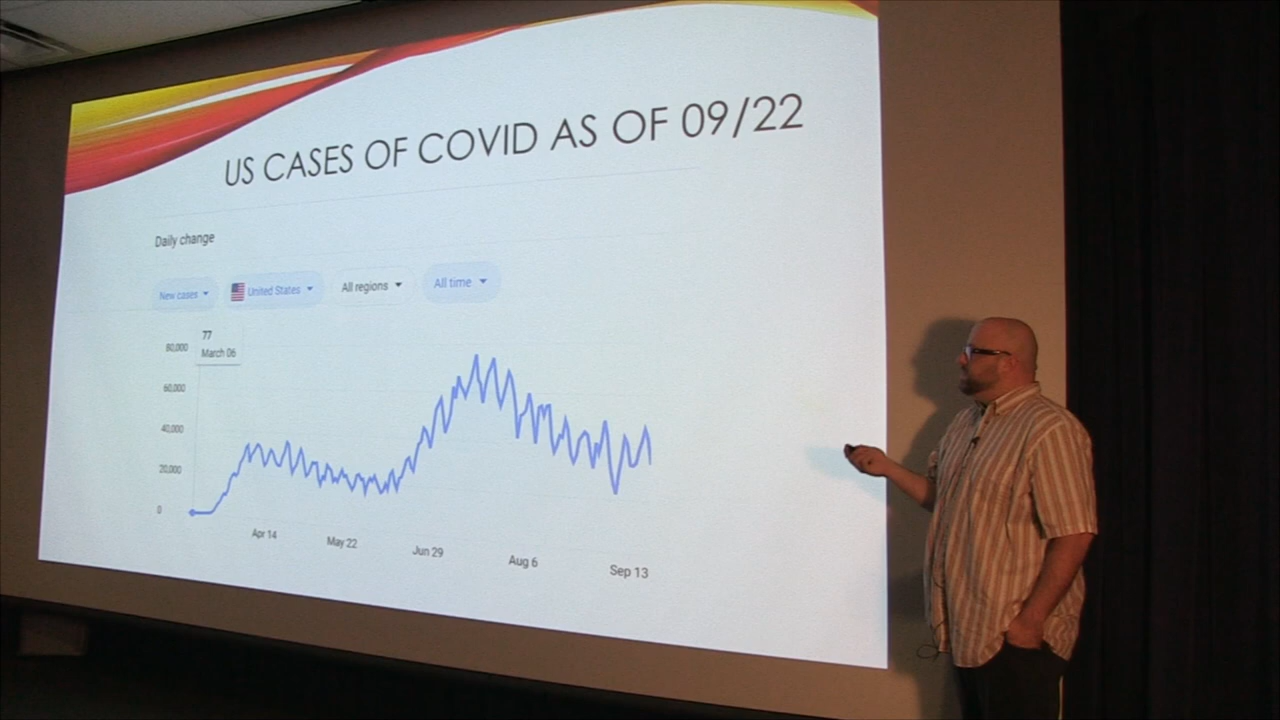 US CASES OF COVID AS OF 09/22
Daily change
New cases
United States
All regions
All time
77
March 06
80,000
60,000
40,000
20,000
0
Apr 14
May 22
Jun 29
Aug 6
Sep 13